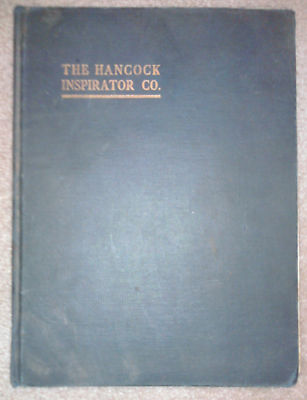 THE HANCOCK
INSPIRATOR CO.